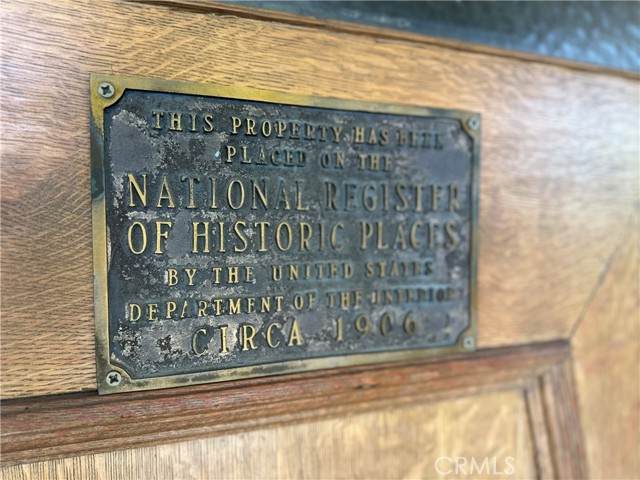 THIS PROPERTY HAS BEEN
PLACED ON THE
NATIONAL REGISTER
OF HISTORIC PLACES
BY THE UNITED STATES
DEPARTMENT OF THE INTERIOR
CIRCA 1906
CRMLS